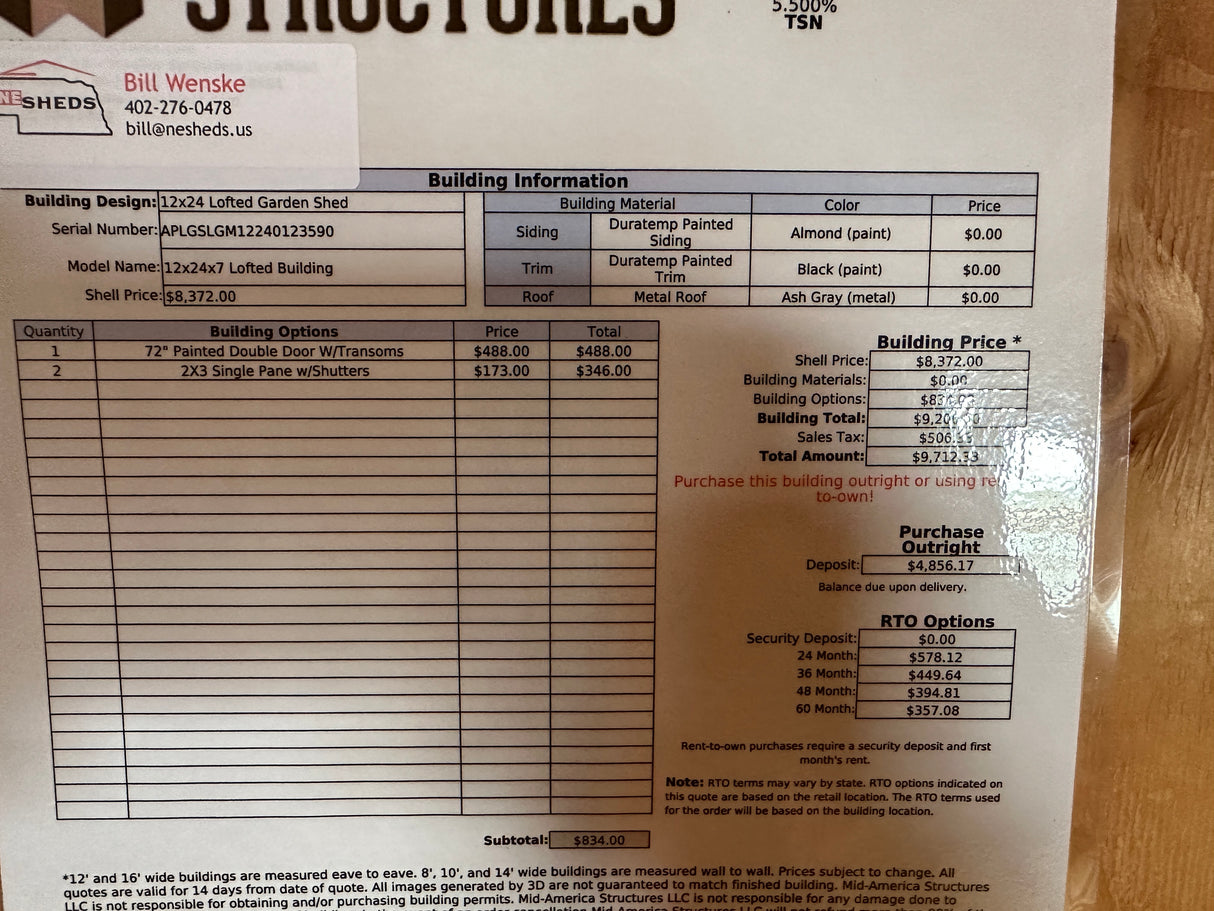 STRUCTURES
5.500%
TSN
NE SHEDS
Bill Wenske
402-276-0478
bill@nesheds.us
Building Information
Building Design: 12x24 Lofted Garden Shed
Serial Number: APLGSLGM12240123590
Model Name: 12x24x7 Lofted Building
Shell Price: $8,372.00
Building Material Color Price
Siding Duratemp Painted Siding Almond (paint) $0.00
Trim Duratemp Painted Trim Black (paint) $0.00
Roof Metal Roof Ash Gray (metal) $0.00
Quantity Building Options Price Total
1 72" Painted Double Door W/Transoms $488.00 $488.00
2 2X3 Single Pane w/Shutters $173.00 $346.00
Subtotal: $834.00
Building Price *
Shell Price: $8,372.00
Building Materials: $0.00
Building Options:
Building Total:
Sales Tax:
Total Amount: $9,712.33
Purchase this building outright or using
to-own!
Purchase
Outright
Deposit: $4,856.17
Balance due upon delivery.
RTO Options
Security Deposit: $0.00
24 Month: $578.12
36 Month: $449.64
48 Month: $394.81
60 Month: $357.08
Rent-to-own purchases require a security deposit and first
month's rent.
Note: RTO terms may vary by state. RTO options indicated on
this quote are based on the retail location. The RTO terms used
for the order will be based on the building location.
*12' and 16' wide buildings are measured eave to eave. 8', 10', and 14' wide buildings are measured wall to wall. Prices subject to change. All
quotes are valid for 14 days from date of quote. All images generated by 3D are not guaranteed to match finished building. Mid-America Structures
LLC is not responsible for obtaining and/or purchasing building permits. Mid-America Structures LLC is not responsible for any damage done to